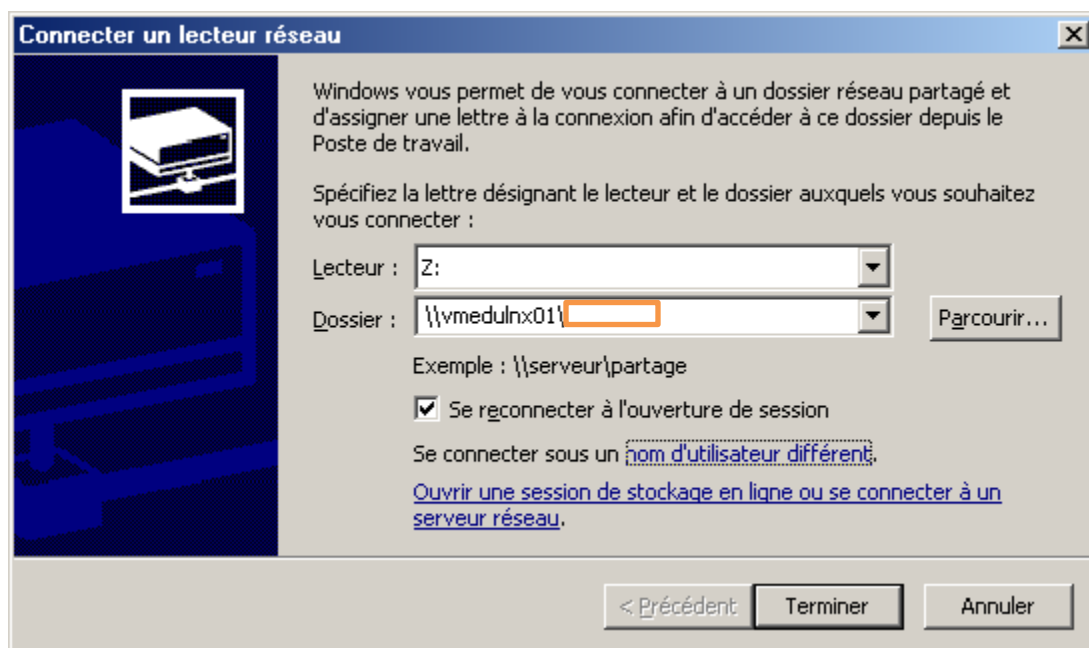 Connecter un lecteur réseau
Windows vous permet de vous connecter à un dossier réseau partagé et
d'assigner une lettre à la connexion afin d'accéder à ce dossier depuis le
Poste de travail.
Spécifiez la lettre désignant le lecteur et le dossier auxquels vous souhaitez
vous connecter :
Lecteur : Z:
Dossier : \\vmedulnx01\
Parcourir...
Exemple : \\serveur\partage
Se reconnecter à l'ouverture de session
Se connecter sous un nom d'utilisateur différent.
Ouvrir une session de stockage en ligne ou se connecter à un
serveur réseau.
< Précédent Terminer Annuler